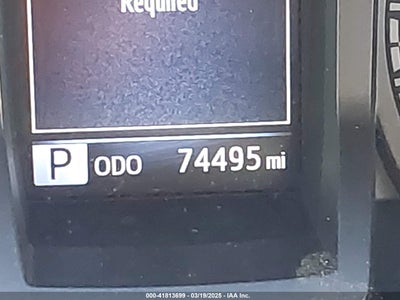 Required
P ODO 74495 mi
000-41813699 - 03/19/2025 - IAA Inc.